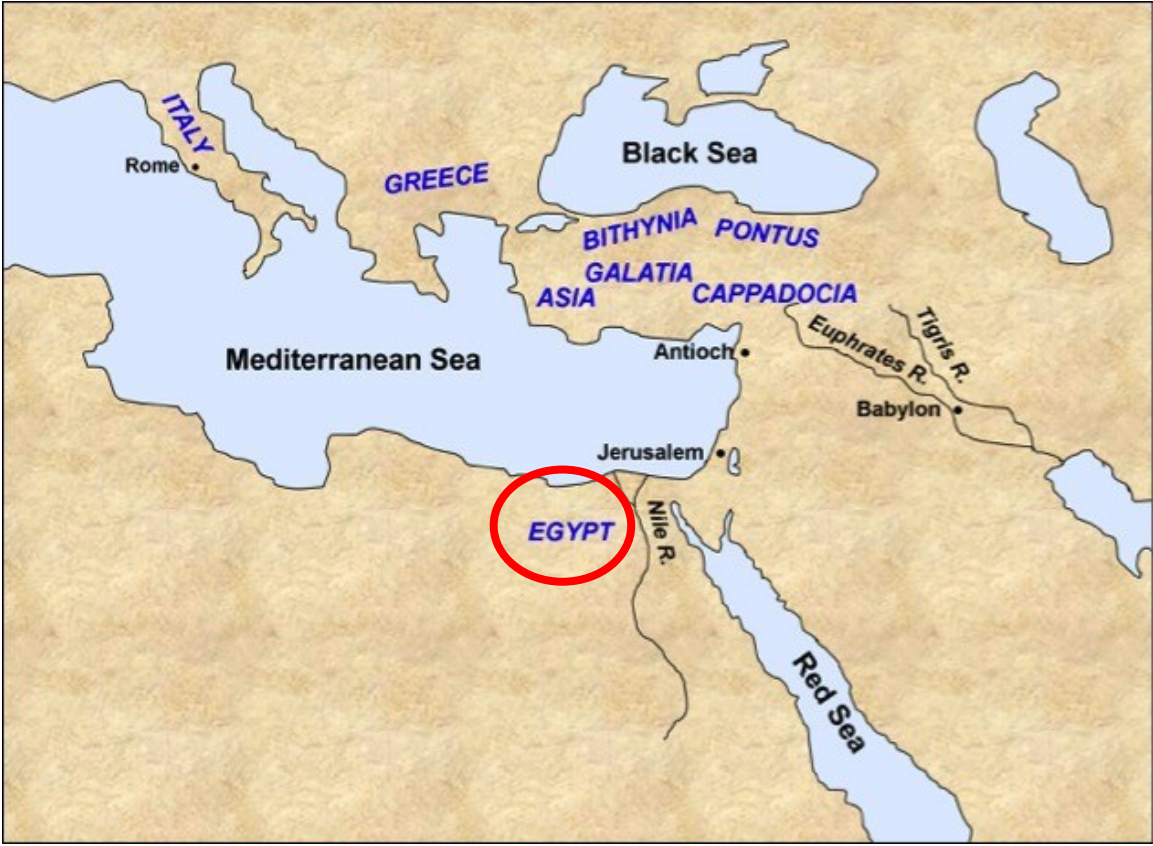 ITALY
Rome
GREECE
Black Sea
BITHYNIA
PONTUS
GALATIA
ASIA
CAPPADOCIA
Mediterranean Sea
Antioch
Euphrates R.
Tigris R.
Babylon
Jerusalem
EGYPT
Nile R.
Red Sea